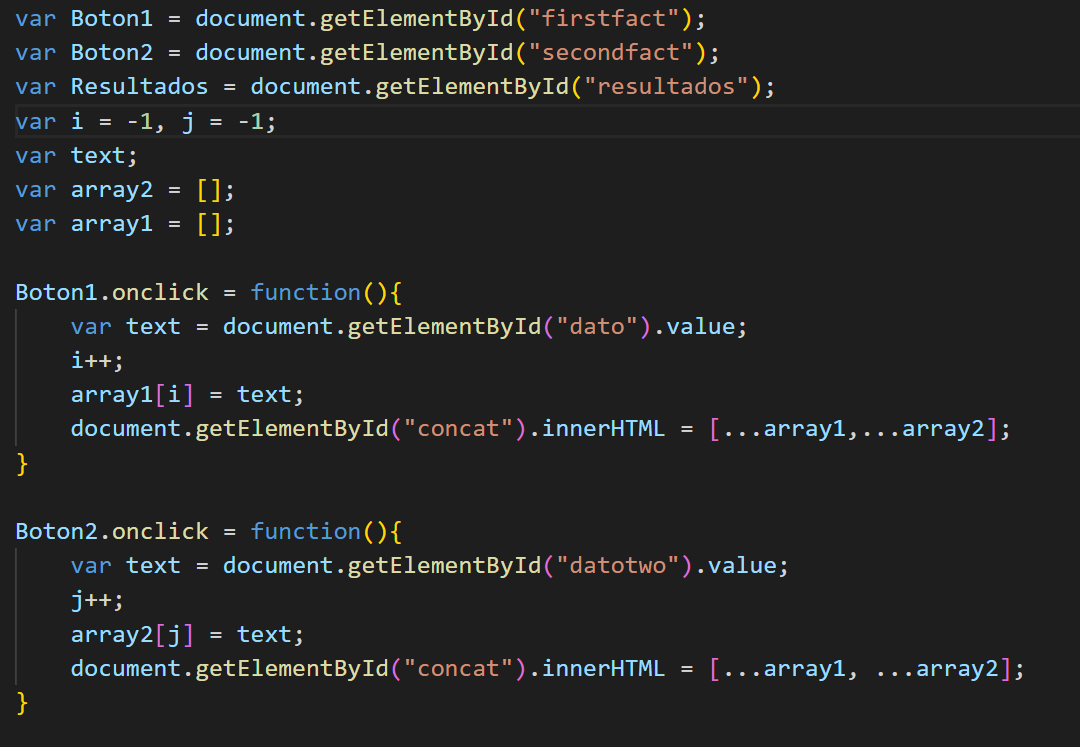 var Boton1 = document.getElementById("firstfact");
var Boton2 = document.getElementById("secondfact");
var Resultados = document.getElementById("resultados");
var i = -1, j = -1;
var text;
var array2 = [];
var array1 = [];
Boton1.onclick = function(){
    var text = document.getElementById("dato").value;
    i++;
    array1[i] = text;
    document.getElementById("concat").innerHTML = [...array1,...array2];
}
Boton2.onclick = function(){
    var text = document.getElementById("datotwo").value;
    j++;
    array2[j] = text;
    document.getElementById("concat").innerHTML = [...array1, ...array2];
}